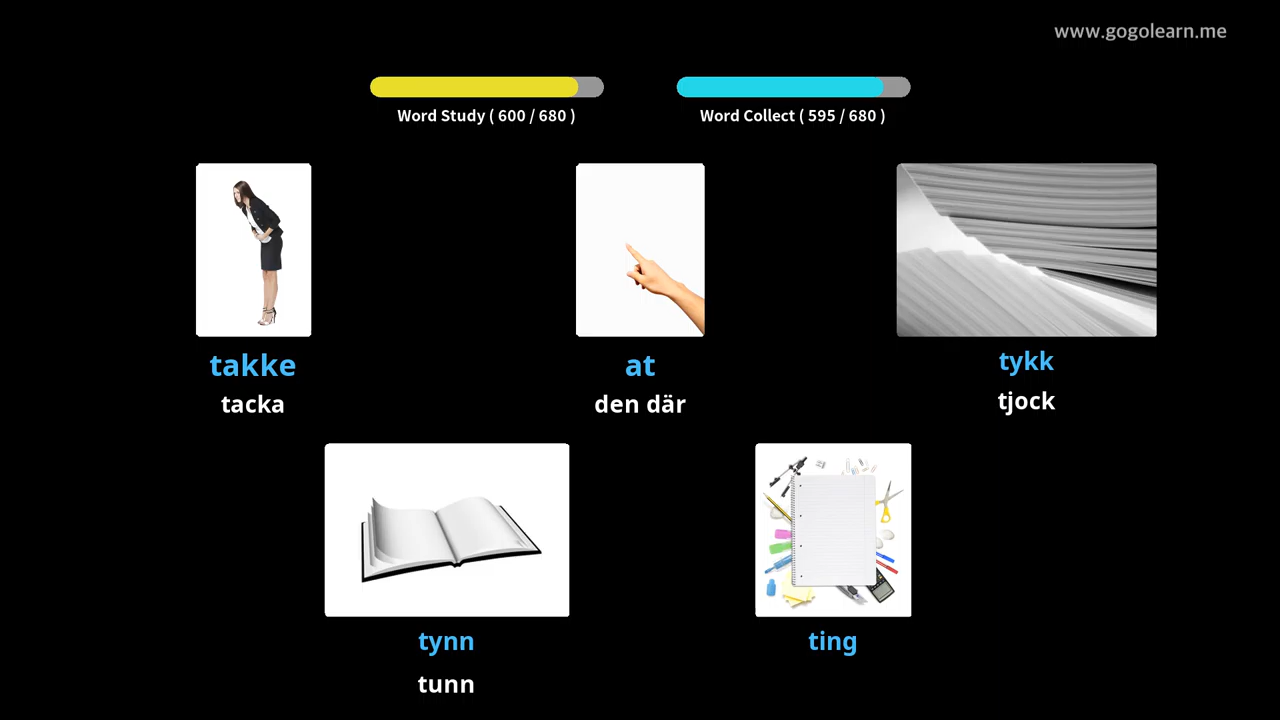 www.gogolearn.me
Word Study ( 600 / 680 )
Word Collect ( 595 / 680 )
takke
tacka
at
den där
tykk
tjock
tynn
tunn
ting